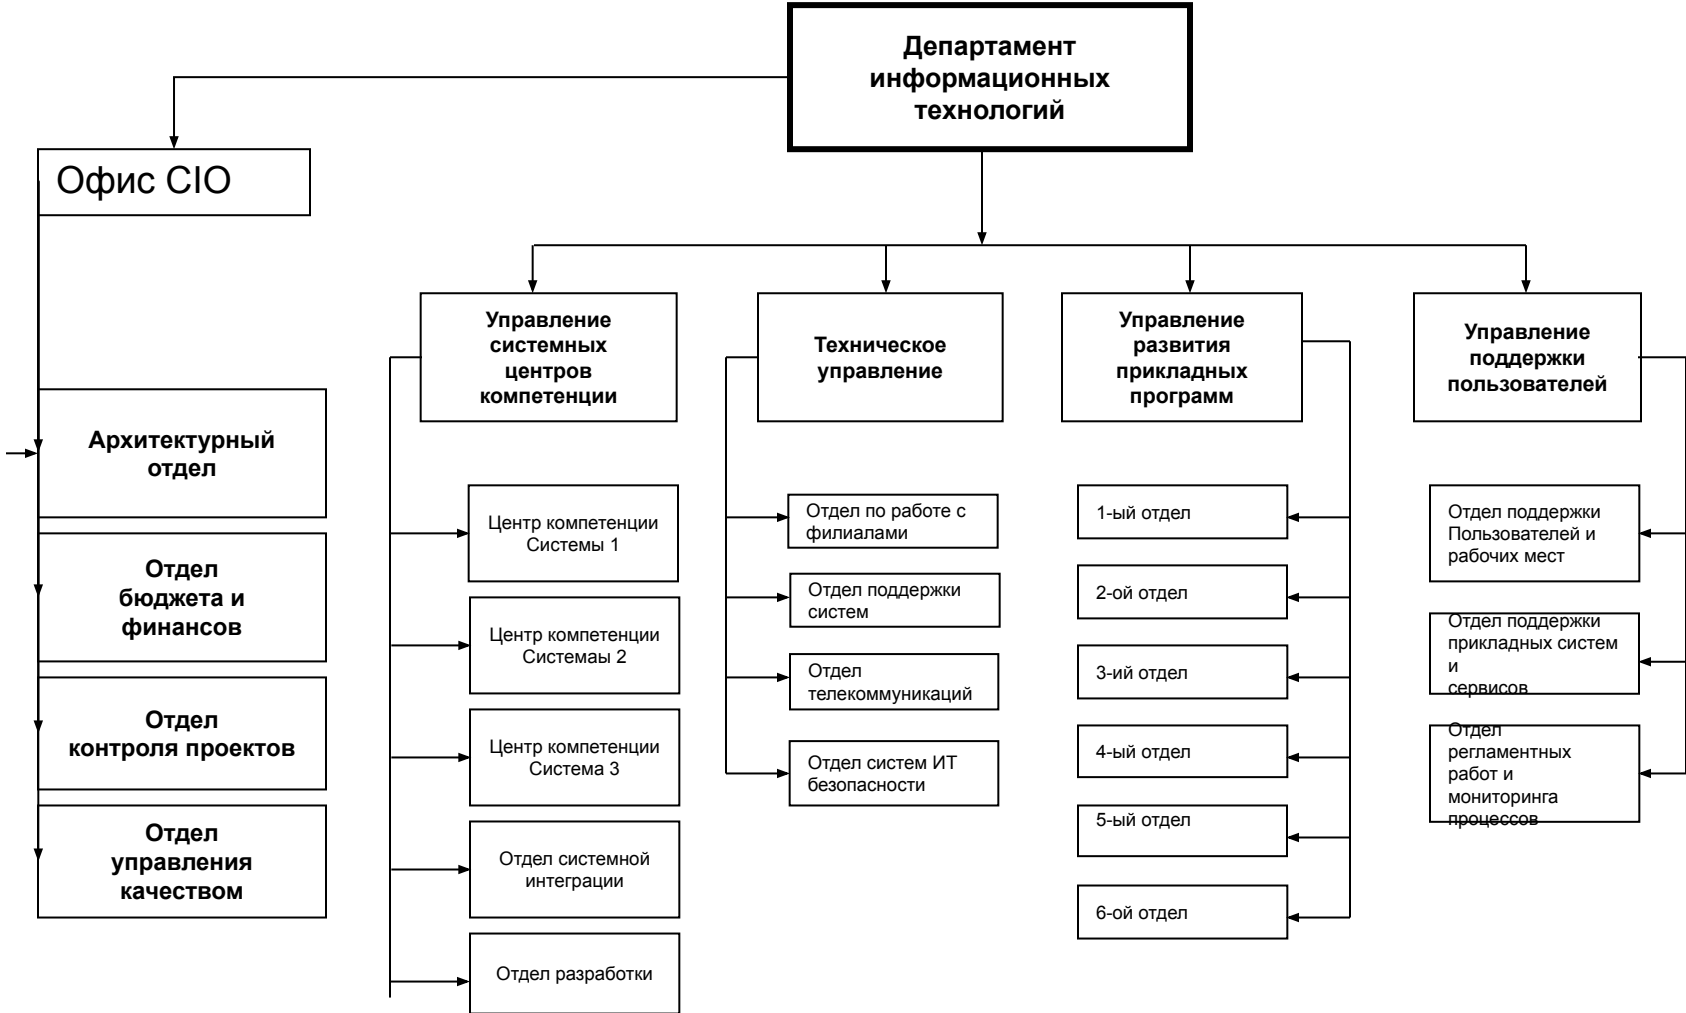 Департамент
информационных
технологий
Офис CIO
Архитектурный
отдел
Отдел
бюджета и
финансов
Отдел
контроля проектов
Отдел
управления
качеством
Управление
системных
центров
компетенции
Центр компетенции
Системы 1
Центр компетенции
Системаы 2
Центр компетенции
Система 3
Отдел системной
интеграции
Отдел разработки
Техническое
управление
Отдел по работе с
филиалами
Отдел поддержки
систем
Отдел
телекоммуникаций
Отдел систем ИТ
безопасности
Управление
развития
прикладных
программ
1-ый отдел
2-ой отдел
3-ий отдел
4-ый отдел
5-ый отдел
6-ой отдел
Управление
поддержки
пользователей
Отдел поддержки
Пользователей и
рабочих мест
Отдел поддержки
прикладных систем
и
сервисов
Отдел
регламентных
работ и
мониторинга
процессов